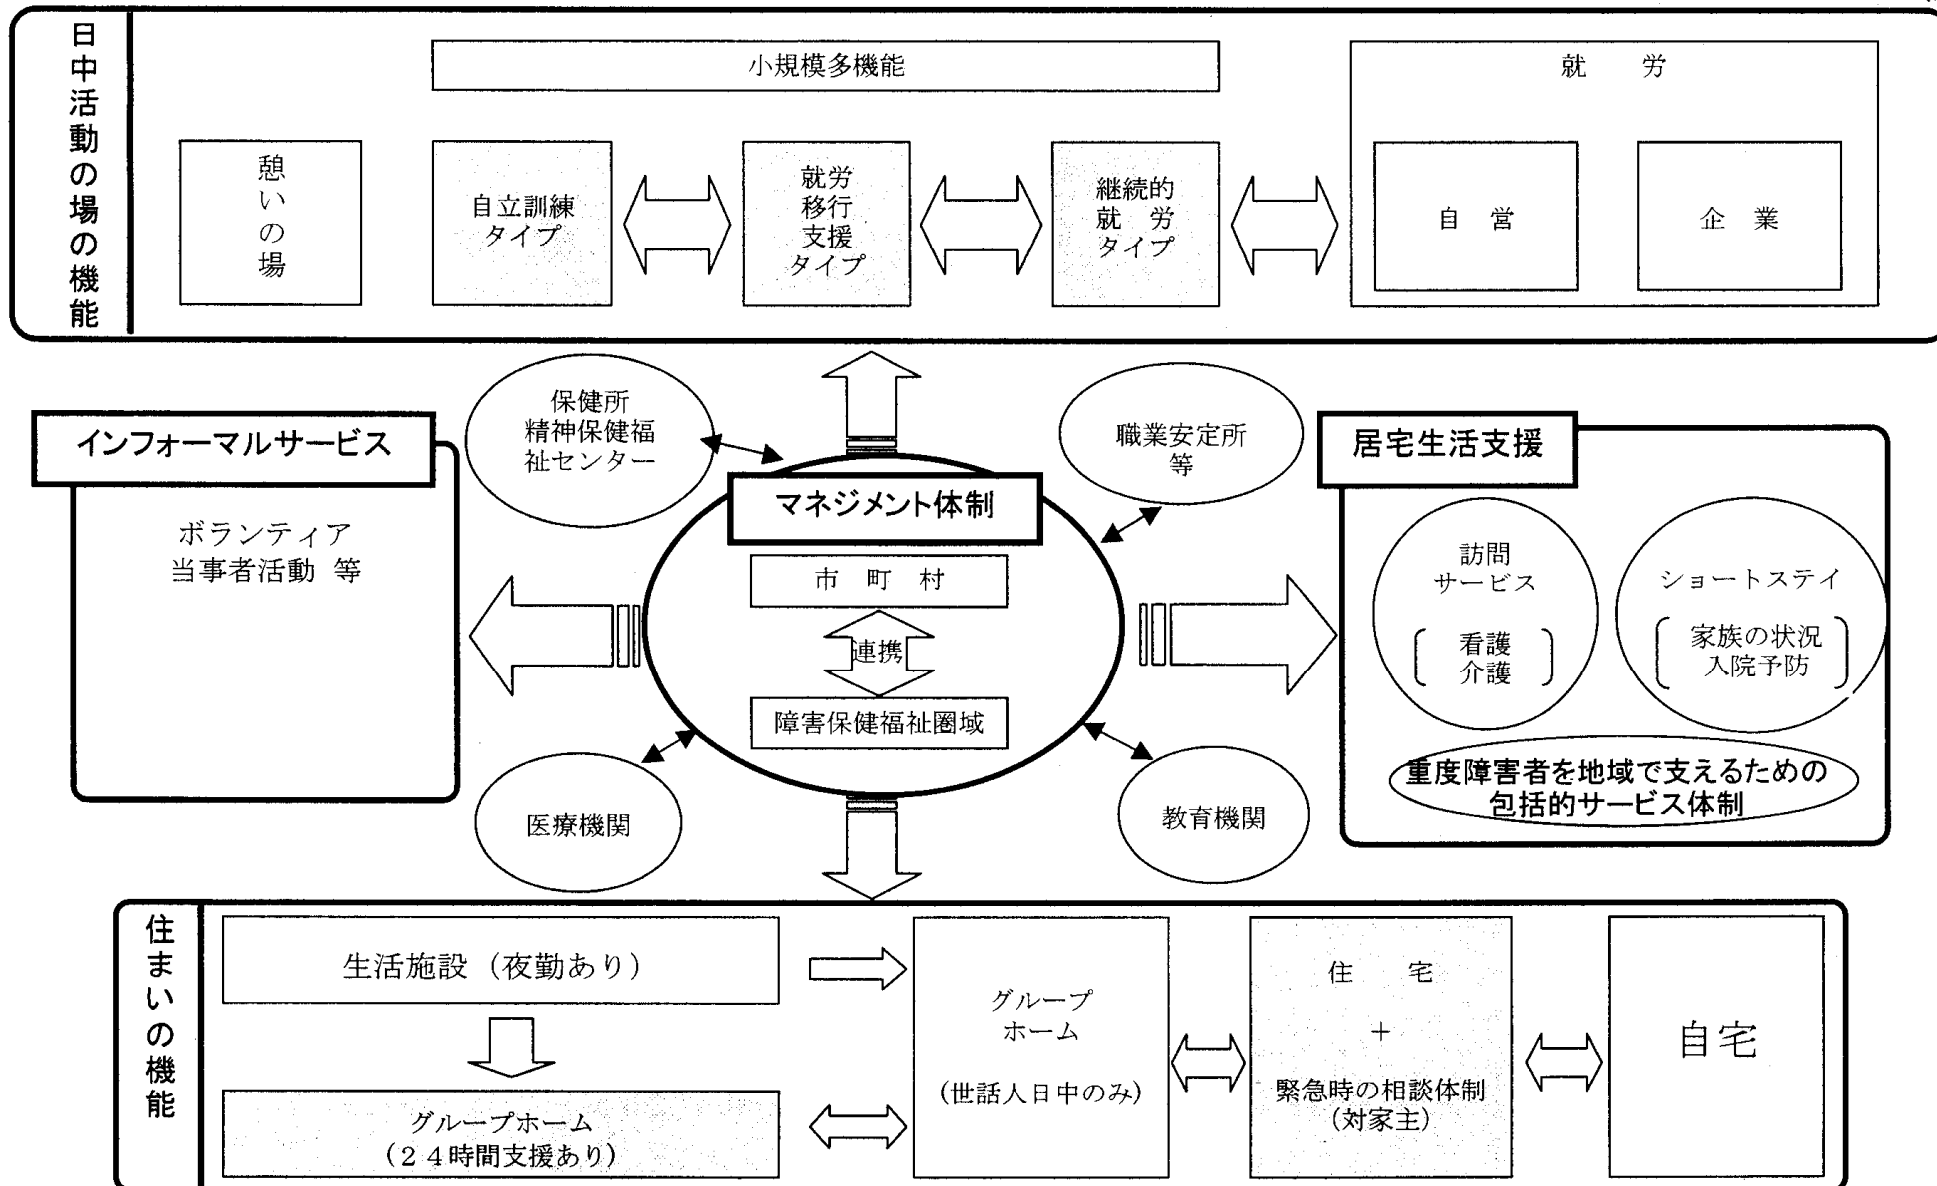 日中活動の場の機能
小規模多機能
就　労
憩いの場
自立訓練
タイプ
就労
移行
支援
タイプ
継続的
就　労
タイプ
自　営
企　業
保健所
精神保健福
祉センター
職業安定所
等
インフォーマルサービス
ボランティア
当事者活動 等
マネジメント体制
市　町　村
連携
障害保健福祉圏域
居宅生活支援
訪問
サービス
看護
介護
ショートステイ
家族の状況
入院予防
重度障害者を地域で支えるための
包括的サービス体制
医療機関
教育機関
住まいの機能
生活施設（夜勤あり）
グループホーム
(２４時間支援あり)
グループ
ホーム
(世話人日中のみ)
住　宅
＋
緊急時の相談体制
(対家主)
自宅